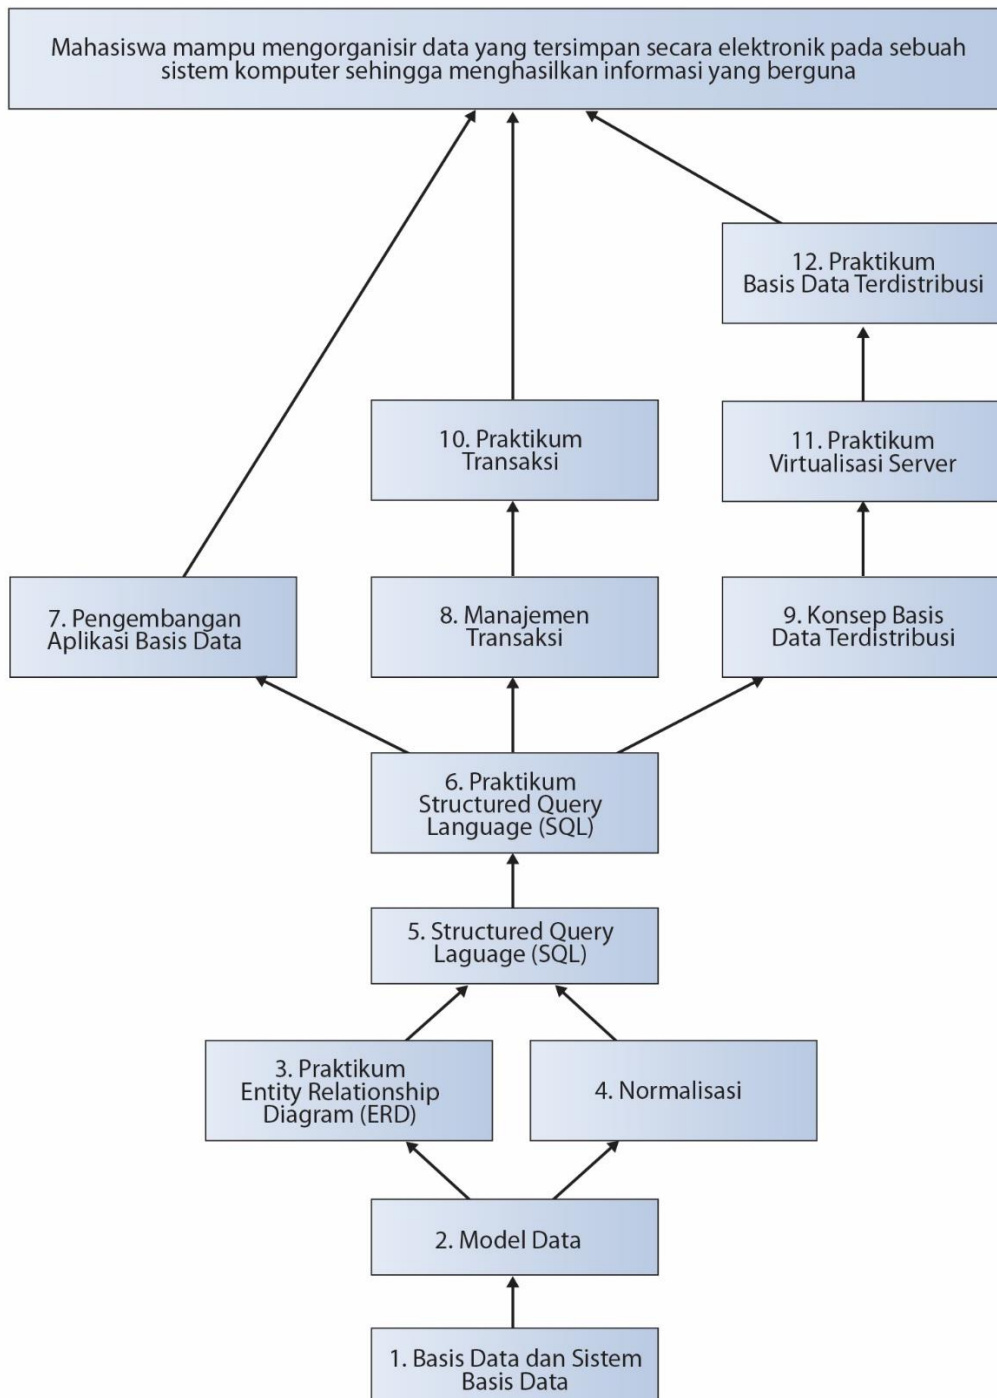 Mahasiswa mampu mengorganisir data yang tersimpan secara elektronik pada sebuah
sistem komputer sehingga menghasilkan informasi yang berguna
12. Praktikum
Basis Data Terdistribusi
10. Praktikum
Transaksi
11. Praktikum
Virtualisasi Server
7. Pengembangan
Aplikasi Basis Data
8. Manajemen
Transaksi
9. Konsep Basis
Data Terdistribusi
6. Praktikum
Structured Query
Language (SQL)
5. Structured Query
Laguage (SQL)
3. Praktikum
Entity Relationship
Diagram (ERD)
4. Normalisasi
2. Model Data
1. Basis Data dan Sistem
Basis Data